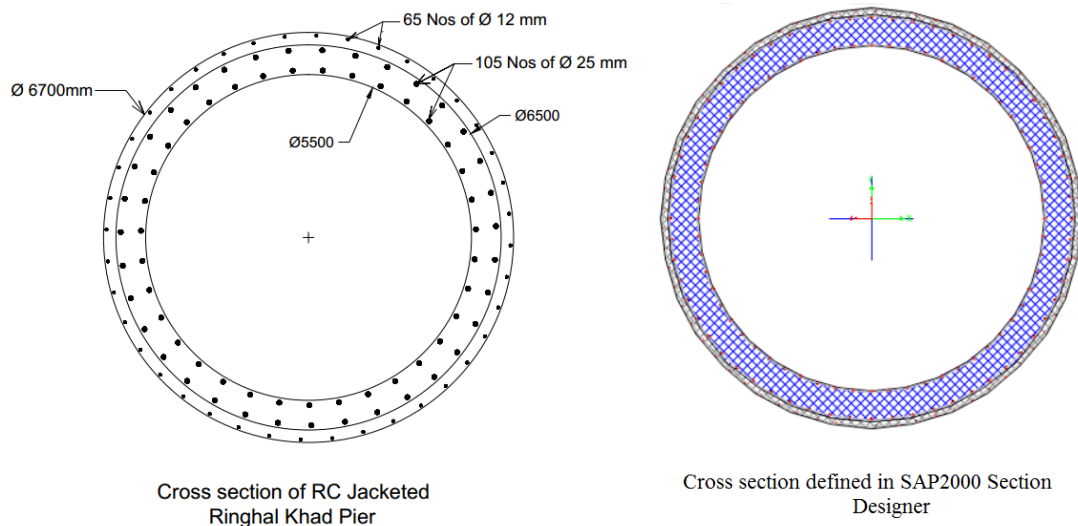 65 Nos of Ø 12 mm
105 Nos of Ø 25 mm
Ø 6700mm
Ø6500
Ø5500
Cross section of RC Jacketed
Ringhal Khad Pier
Cross section defined in SAP2000 Section
Designer